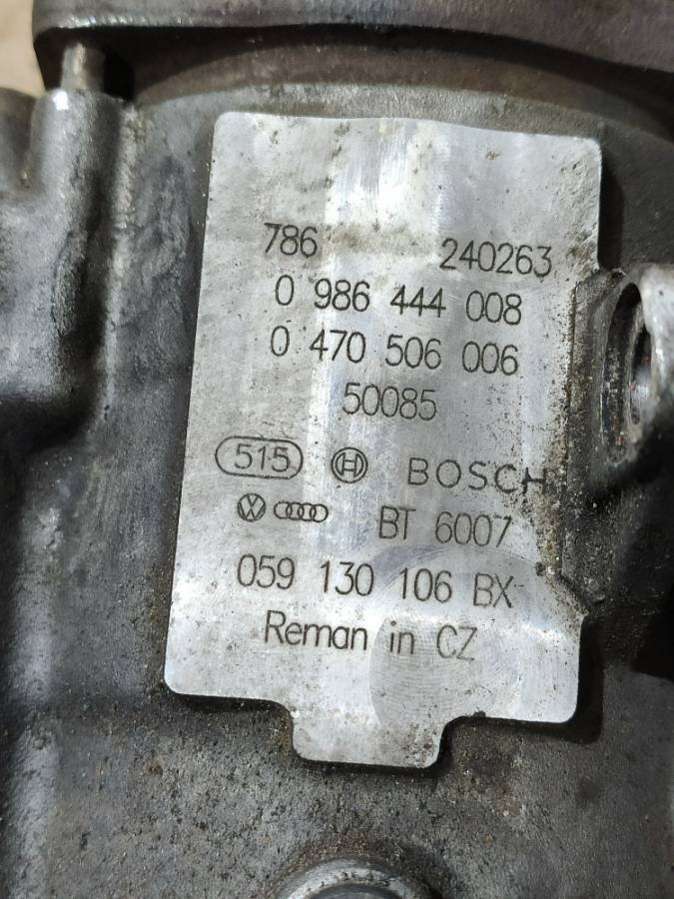 786 240263
0 986 444 008
0 470 506 006
50085
515 BOSCH
BT 6007
059 130 106 BX
Reman in CZ